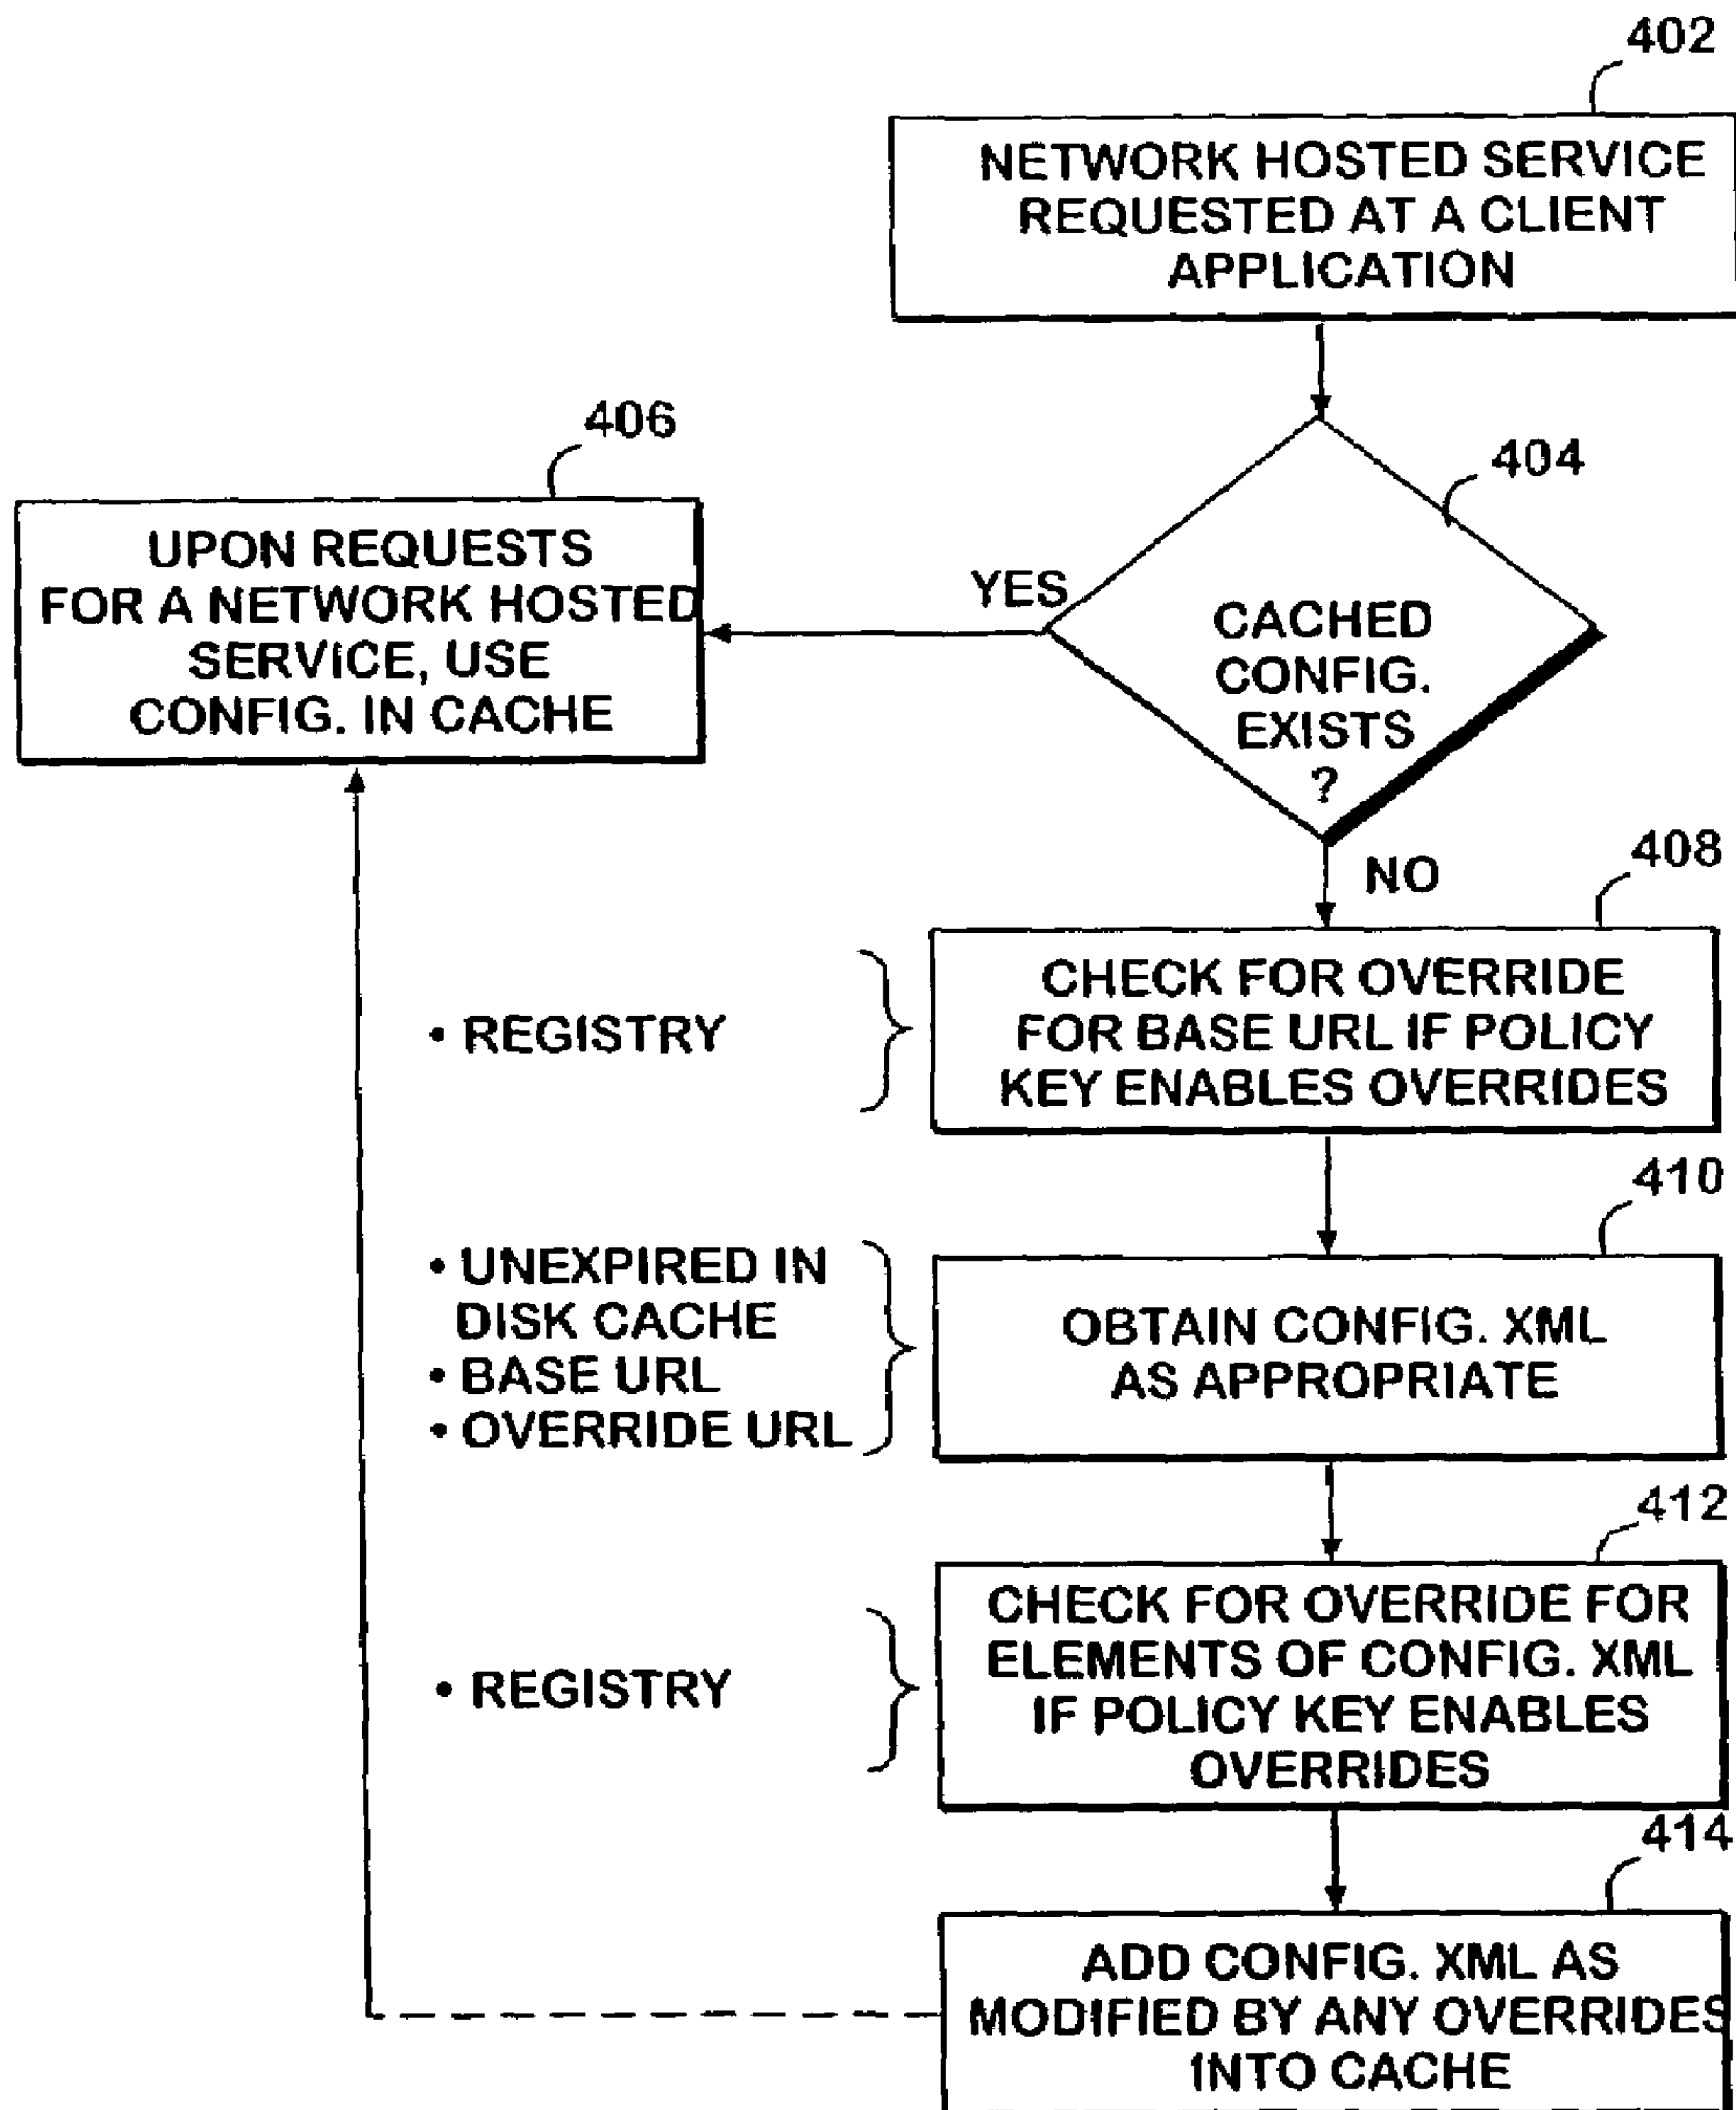 402
NETWORK HOSTED SERVICE
REQUESTED AT A CLIENT
APPLICATION
406
404
UPON REQUESTS
FOR A NETWORK HOSTED
SERVICE, USE
CONFIG. IN CACHE
YES
CACHED
CONFIG.
EXISTS
?
NO
408
• REGISTRY
CHECK FOR OVERRIDE
FOR BASE URL IF POLICY
KEY ENABLES OVERRIDES
410
• UNEXPIRED IN
DISK CACHE
• BASE URL
• OVERRIDE URL
OBTAIN CONFIG. XML
AS APPROPRIATE
412
• REGISTRY
CHECK FOR OVERRIDE FOR
ELEMENTS OF CONFIG. XML
IF POLICY KEY ENABLES
OVERRIDES
414
ADD CONFIG. XML AS
MODIFIED BY ANY OVERRIDES
INTO CACHE